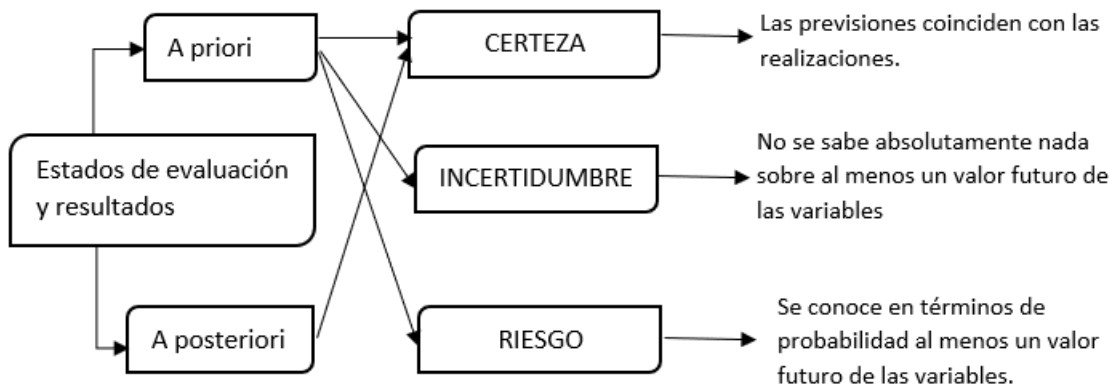 A priori
CERTEZA
Las previsiones coinciden con las
realizaciones.
Estados de evaluación
y resultados
INCERTIDUMBRE
No se sabe absolutamente nada
sobre al menos un valor futuro de
las variables
A posteriori
RIESGO
Se conoce en términos de
probabilidad al menos un valor
futuro de las variables.